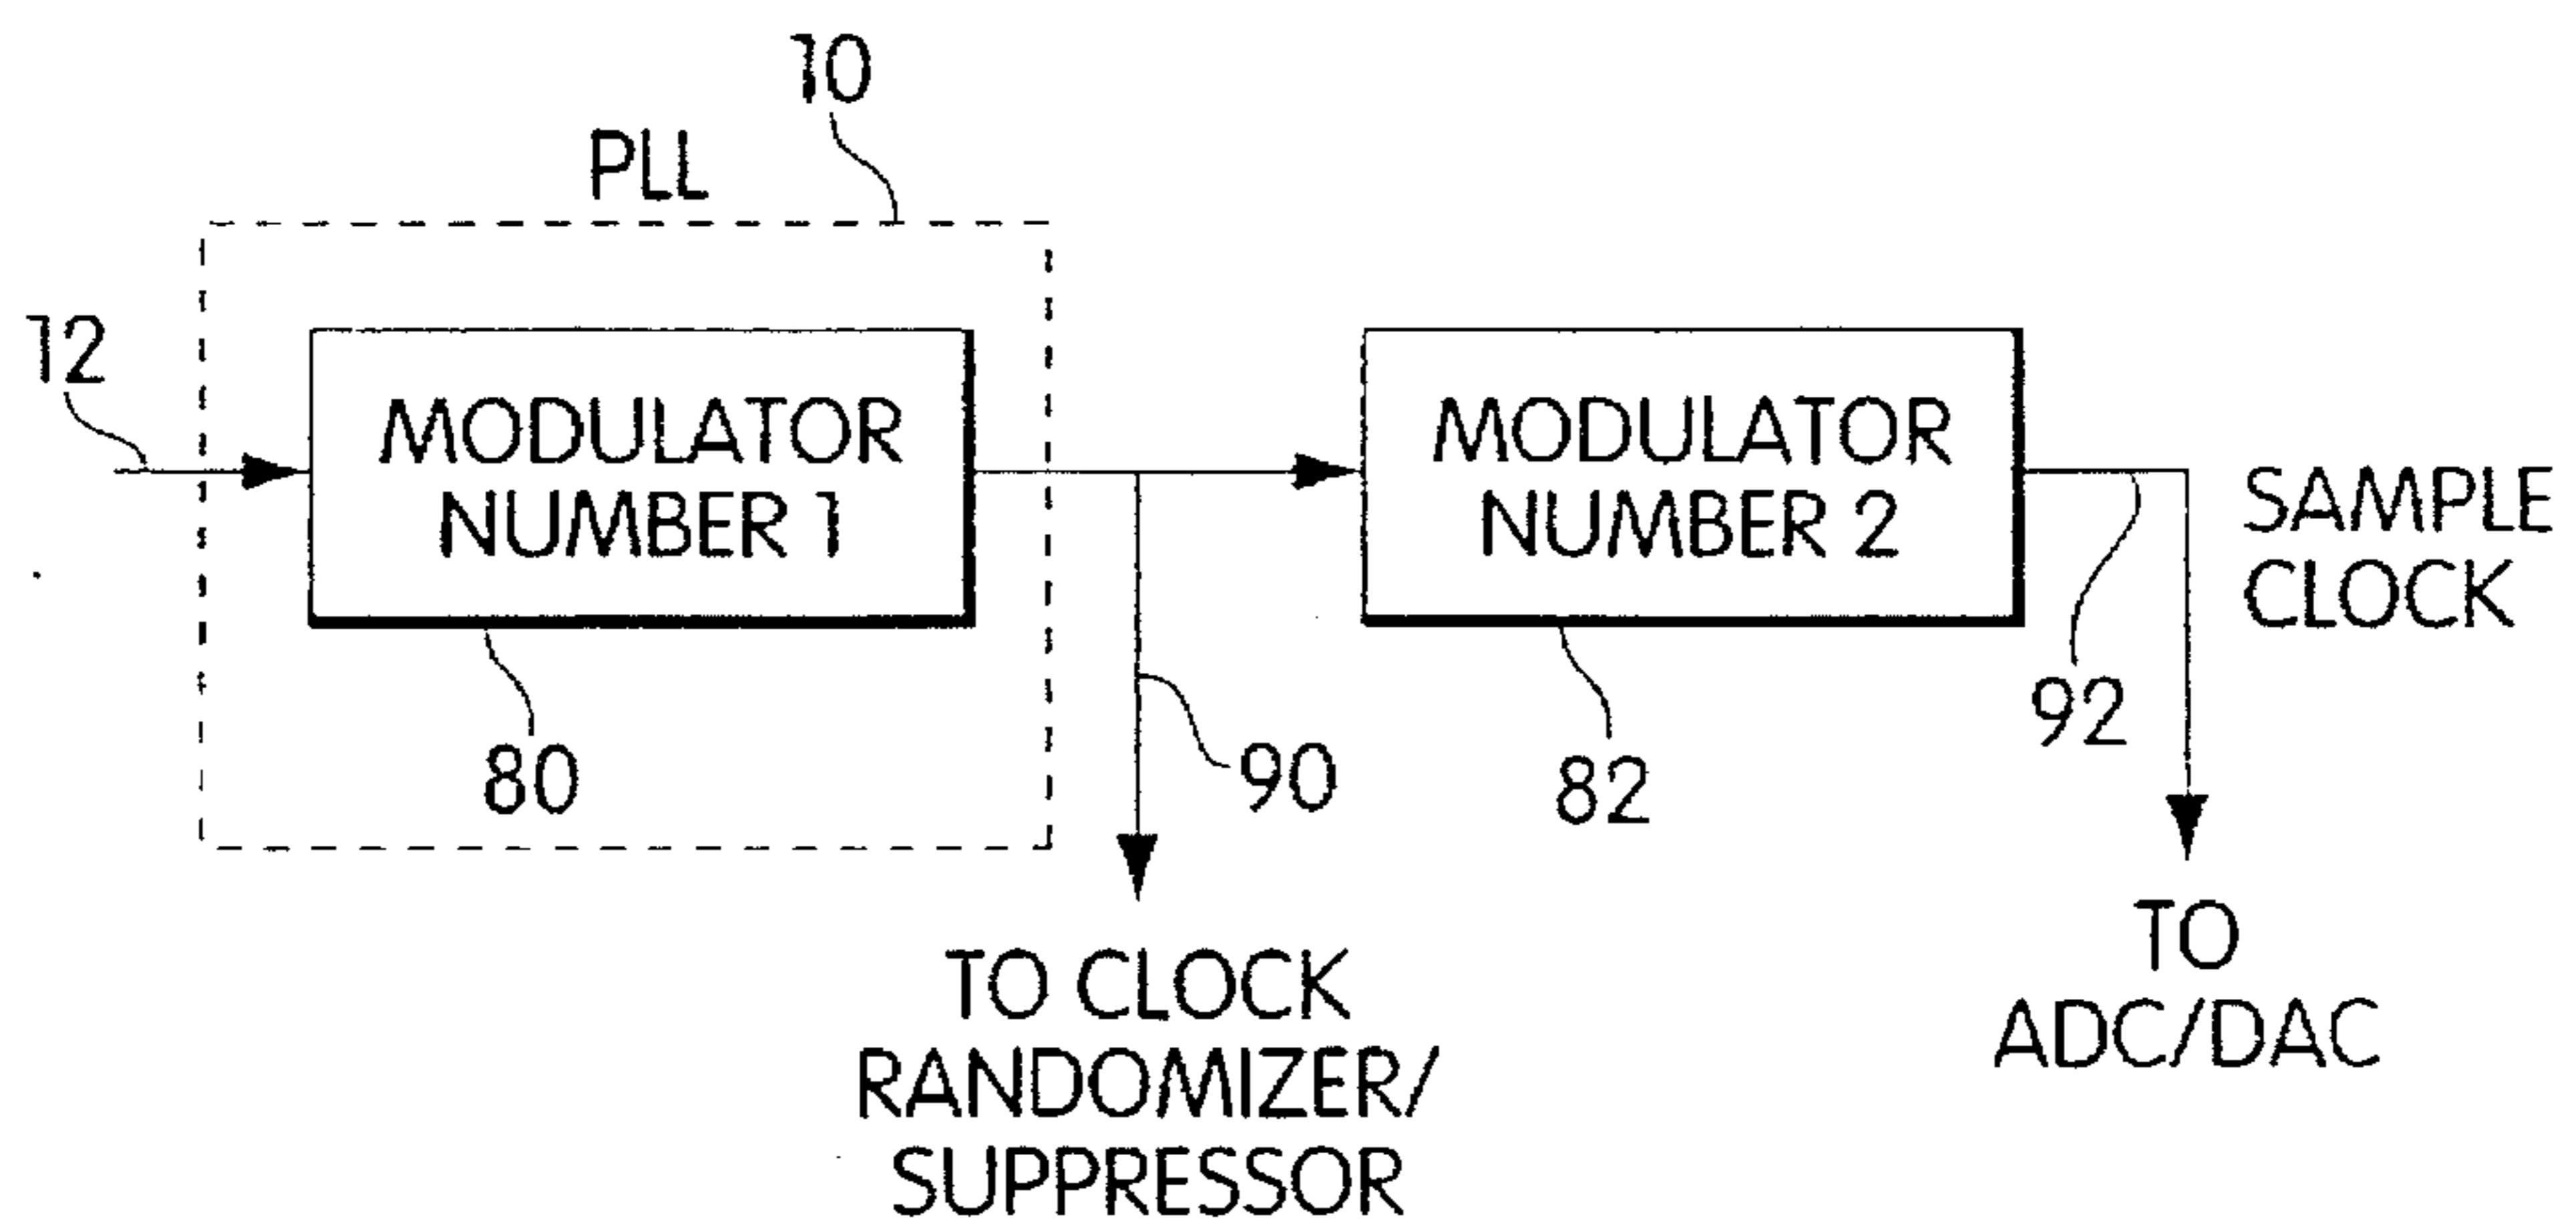 10
PLL
12
MODULATOR
NUMBER 1
MODULATOR
NUMBER 2
SAMPLE
CLOCK
80
90
82
92
TO CLOCK
RANDOMIZER/
SUPPRESSOR
TO
ADC/DAC